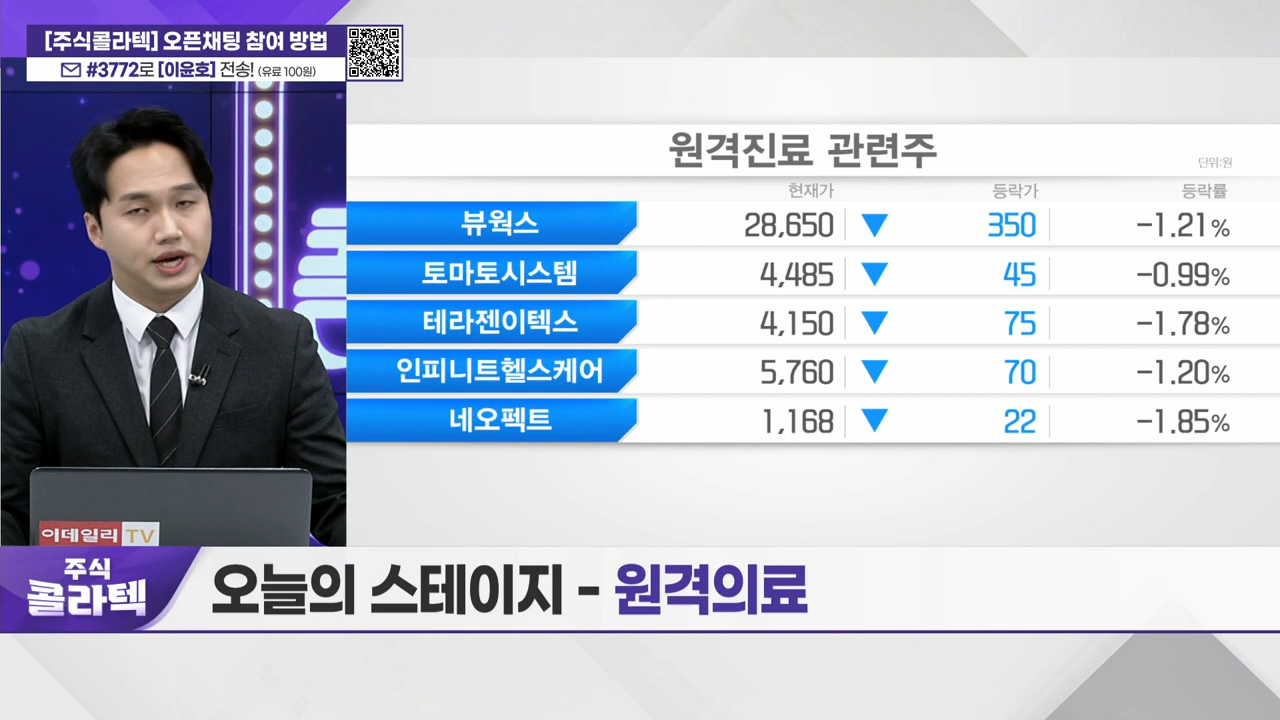 [주식콜라텍] 오픈채팅 참여 방법
#3772로 [이윤호] 전송! (유료 100원)
원격진료 관련주
단위:원
현재가 등락가 등락률
뷰웍스 28,650 ▼ 350 -1.21%
토마토시스템 4,485 ▼ 45 -0.99%
테라젠이텍스 4,150 ▼ 75 -1.78%
인피니트헬스케어 5,760 ▼ 70 -1.20%
네오펙트 1,168 ▼ 22 -1.85%
이데일리 TV
주식
콜라텍
오늘의 스테이지 - 원격의료